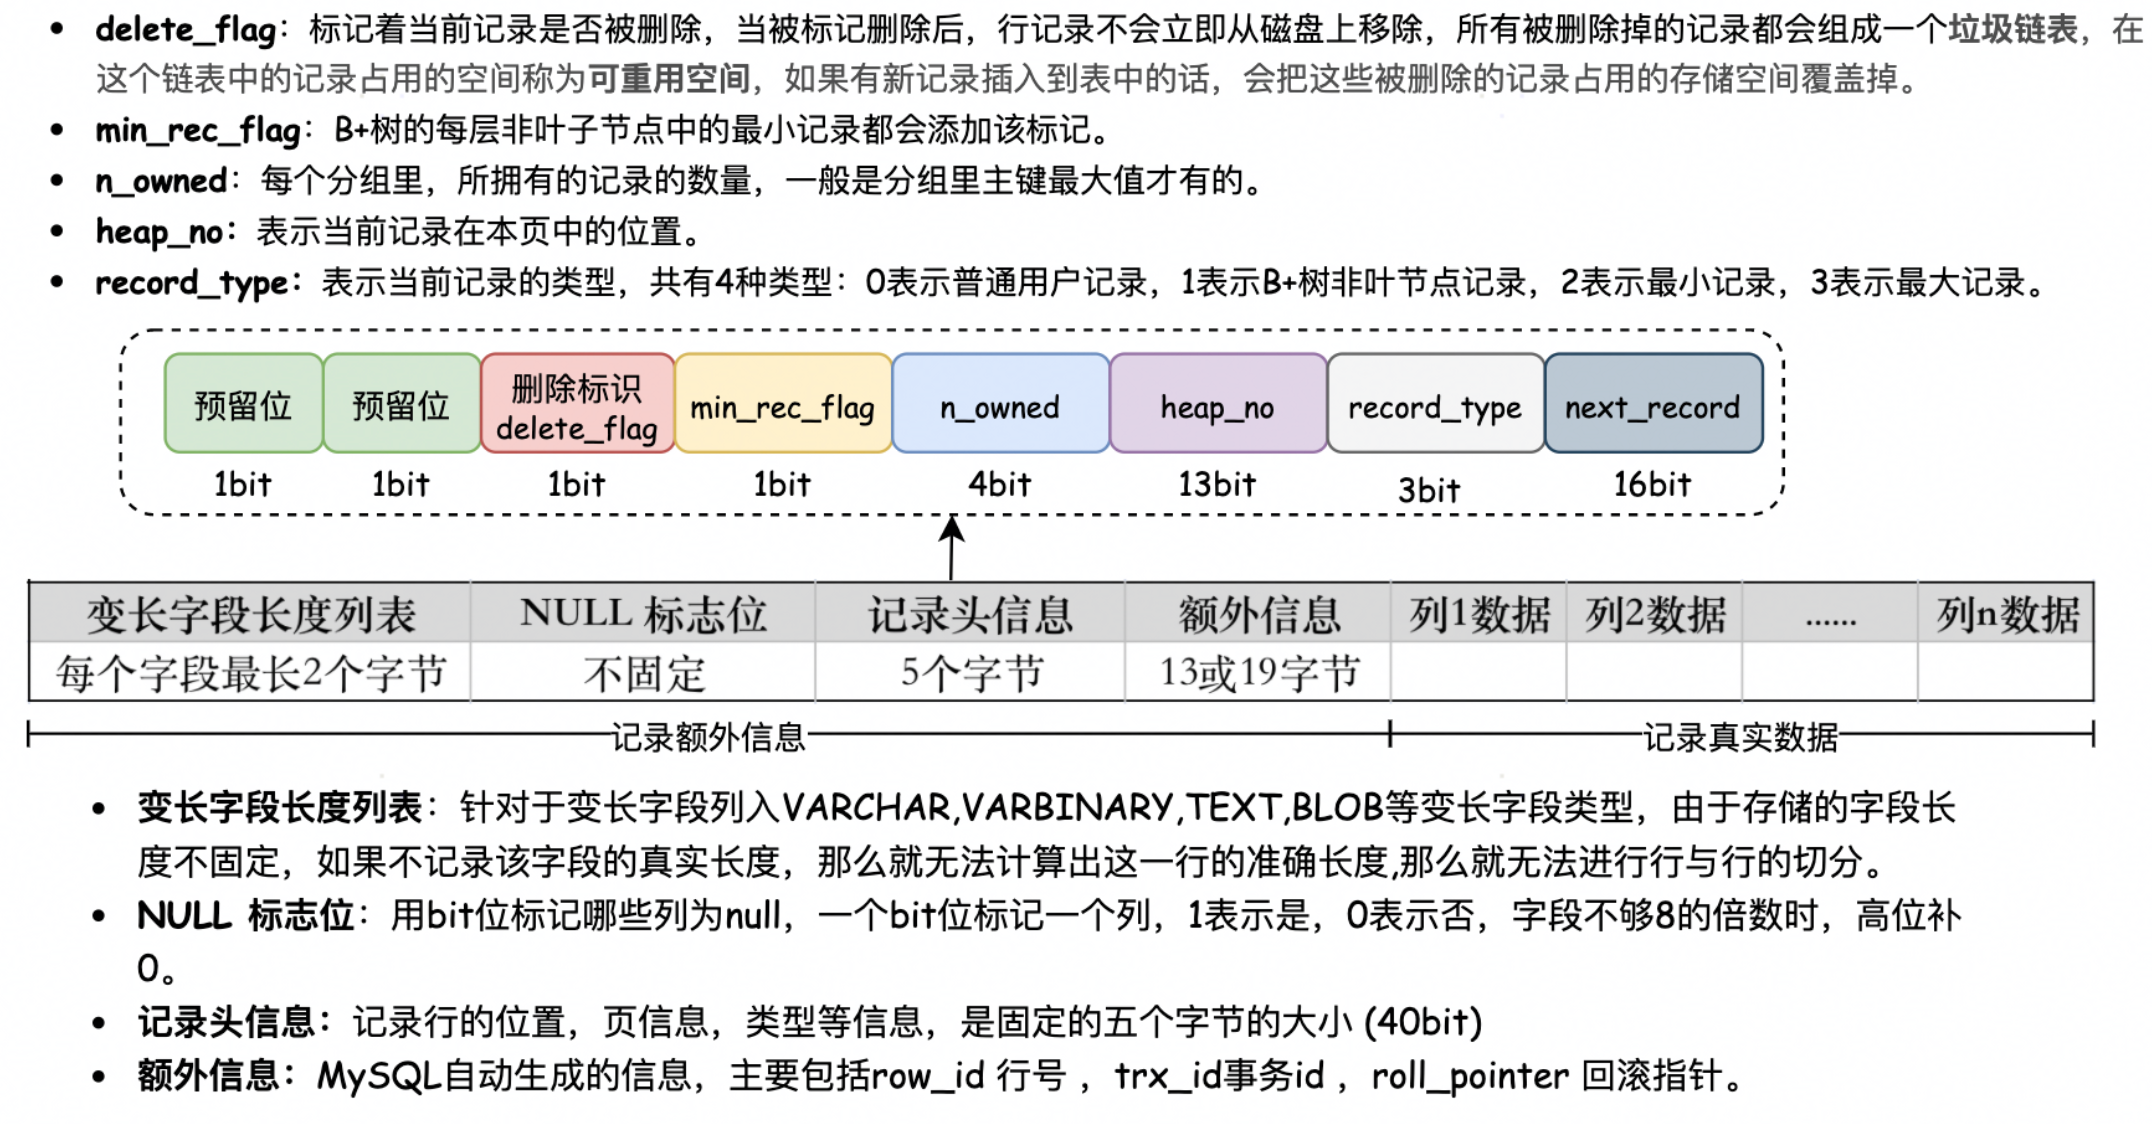 • delete_flag：标记着当前记录是否被删除，当被标记删除后，行记录不会立即从磁盘上移除，所有被删除掉的记录都会组成一个垃圾链表，在
这个链表中的记录占用的空间称为可重用空间，如果有新记录插入到表中的话，会把这些被删除的记录占用的存储空间覆盖掉。
• min_rec_flag：B+树的每层非叶子节点中的最小记录都会添加该标记。
• n_owned：每个分组里，所拥有的记录的数量，一般是分组里主键最大值才有的。
• heap_no：表示当前记录在本页中的位置。
• record_type：表示当前记录的类型，共有4种类型：0表示普通用户记录，1表示B+树非叶节点记录，2表示最小记录，3表示最大记录。
预留位 预留位 删除标识 delete_flag min_rec_flag n_owned heap_no record_type next_record
1bit 1bit 1bit 1bit 4bit 13bit 3bit 16bit
变长字段长度列表 NULL 标志位 记录头信息 额外信息 列1数据 列2数据 ...... 列n数据
每个字段最长2个字节 不固定 5个字节 13或19字节
记录额外信息 记录真实数据
• 变长字段长度列表：针对于变长字段列入VARCHAR,VARBINARY,TEXT,BLOB等变长字段类型，由于存储的字段长
度不固定，如果不记录该字段的真实长度，那么就无法计算出这一行的准确长度,那么就无法进行行与行的切分。
• NULL 标志位：用bit位标记哪些列为null，一个bit位标记一个列，1表示是，0表示否，字段不够8的倍数时，高位补
0。
• 记录头信息：记录行的位置，页信息，类型等信息，是固定的五个字节的大小 (40bit)
• 额外信息：MySQL自动生成的信息，主要包括row_id 行号 ，trx_id事务id ，roll_pointer 回滚指针。